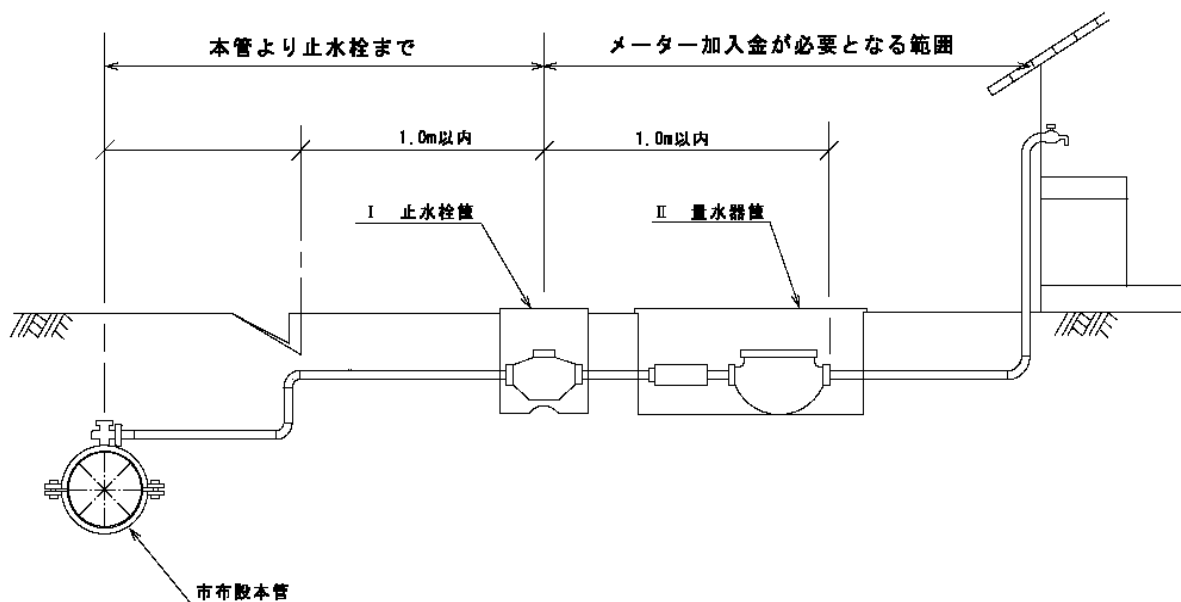 本管より止水栓まで
メーター加入金が必要となる範囲
1.0m以内
1.0m以内
Ⅰ 止水栓筐
Ⅱ 量水器筐
市布設本管